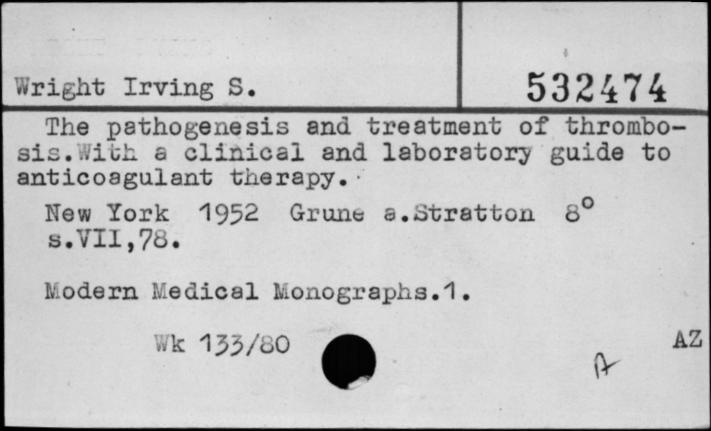 Wright Irving S.
532474
The pathogenesis and treatment of thrombo-
sis.With a clinical and laboratory guide to
anticoagulant therapy.
New York 1952 Grune a.Stratton 8°
s.VII,78.
Modern Medical Monographs.1.
Wk 133/80
AZ
A